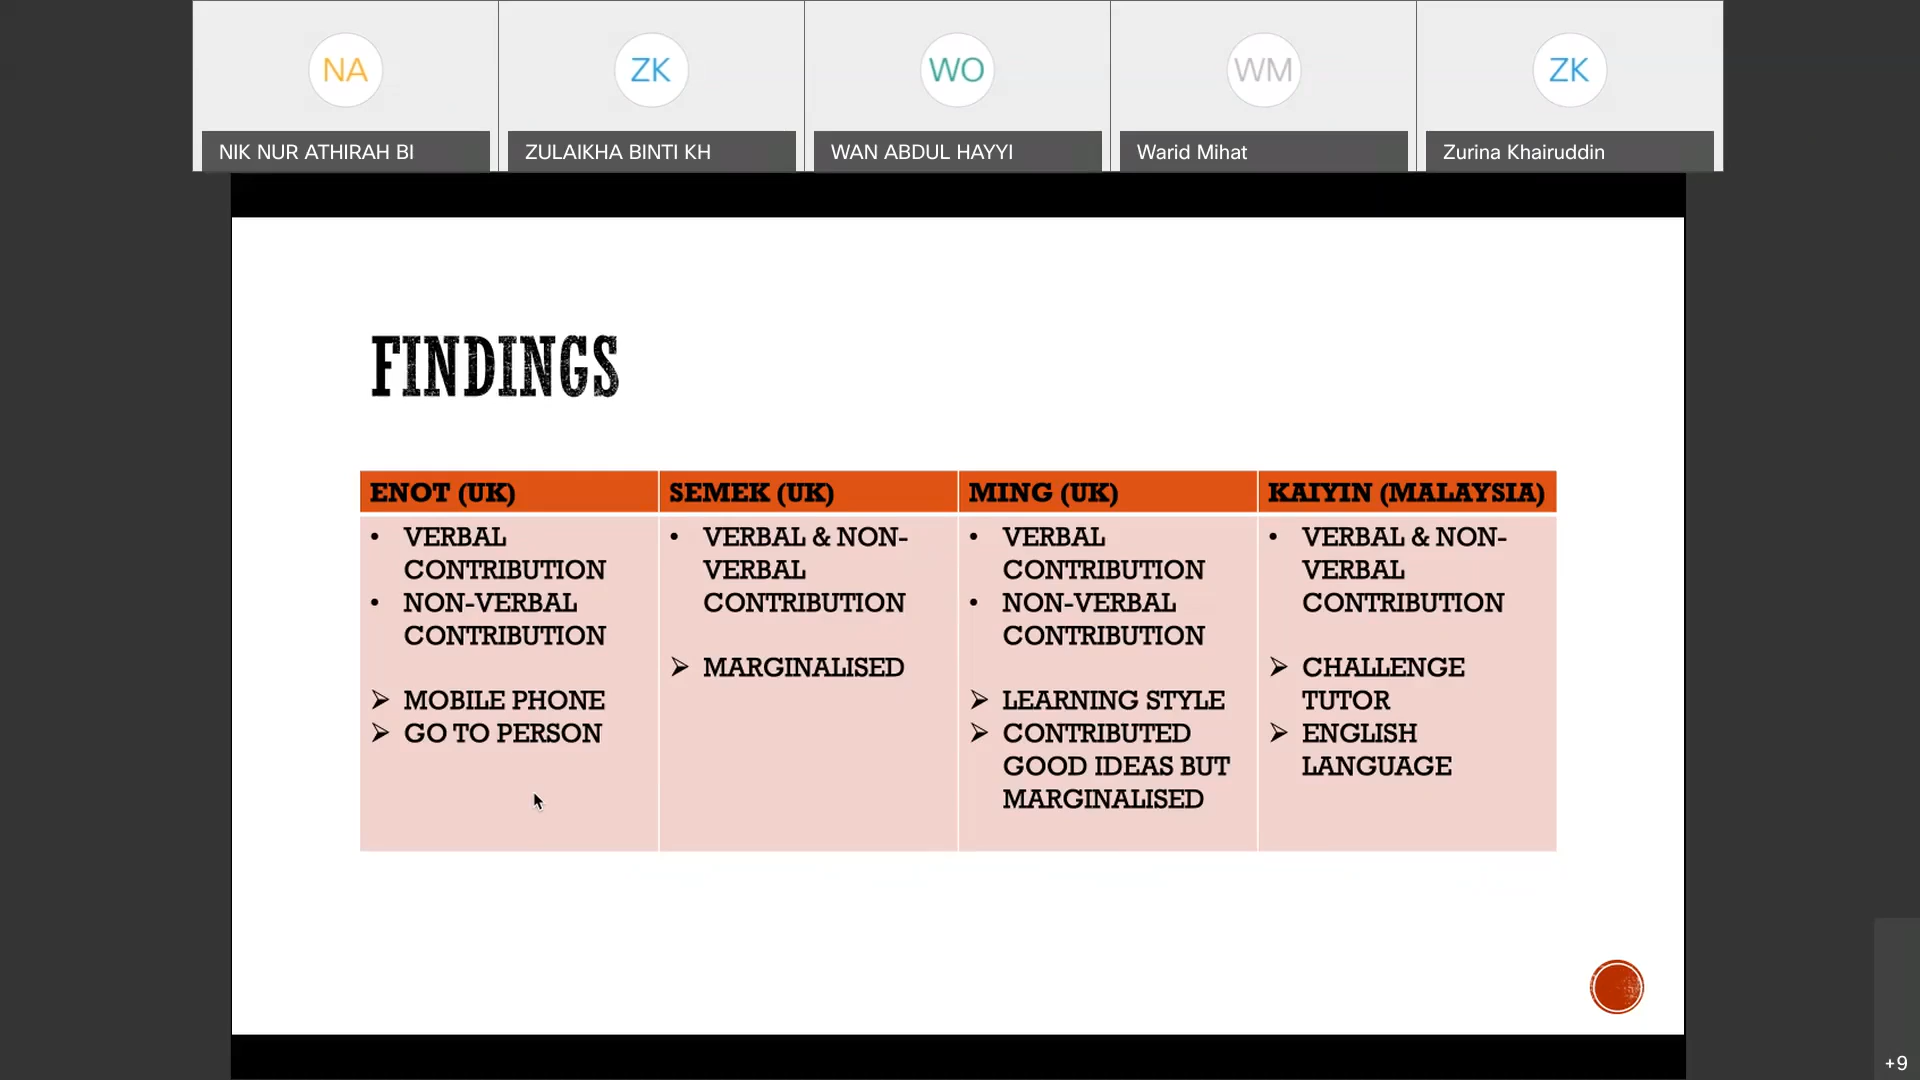 NA
ZK
WO
WM
ZK
NIK NUR ATHIRAH BI
ZULAIKHA BINTI KH
WAN ABDUL HAYYI
Warid Mihat
Zurina Khairuddin
FINDINGS
ENOT (UK)
• VERBAL
CONTRIBUTION
• NON-VERBAL
CONTRIBUTION
➢ MOBILE PHONE
➢ GO TO PERSON
SEMEK (UK)
• VERBAL & NON-
VERBAL
CONTRIBUTION
➢ MARGINALISED
MING (UK)
• VERBAL
CONTRIBUTION
• NON-VERBAL
CONTRIBUTION
➢ LEARNING STYLE
➢ CONTRIBUTED
GOOD IDEAS BUT
MARGINALISED
KAIYIN (MALAYSIA)
• VERBAL & NON-
VERBAL
CONTRIBUTION
➢ CHALLENGE
TUTOR
➢ ENGLISH
LANGUAGE
+9